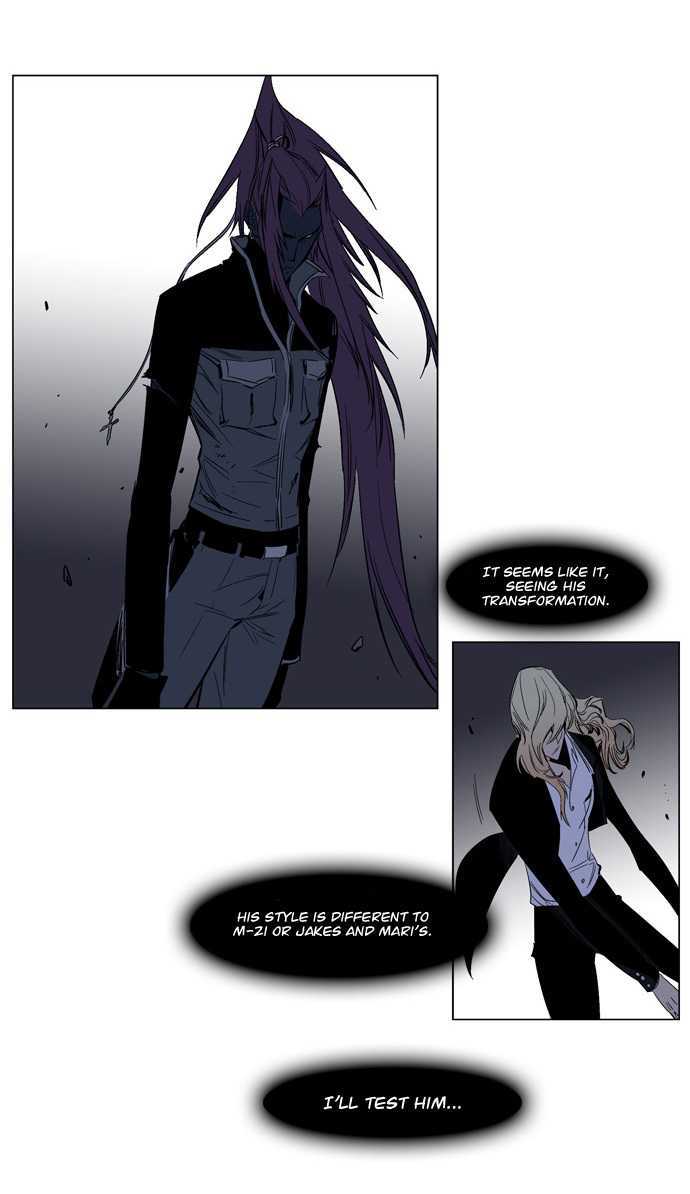 IT SEEMS LIKE IT,
SEEING HIS
TRANSFORMATION.
HIS STYLE IS DIFFERENT TO
M-21 OR JAKES AND MARI'S.
I'LL TEST HIM...